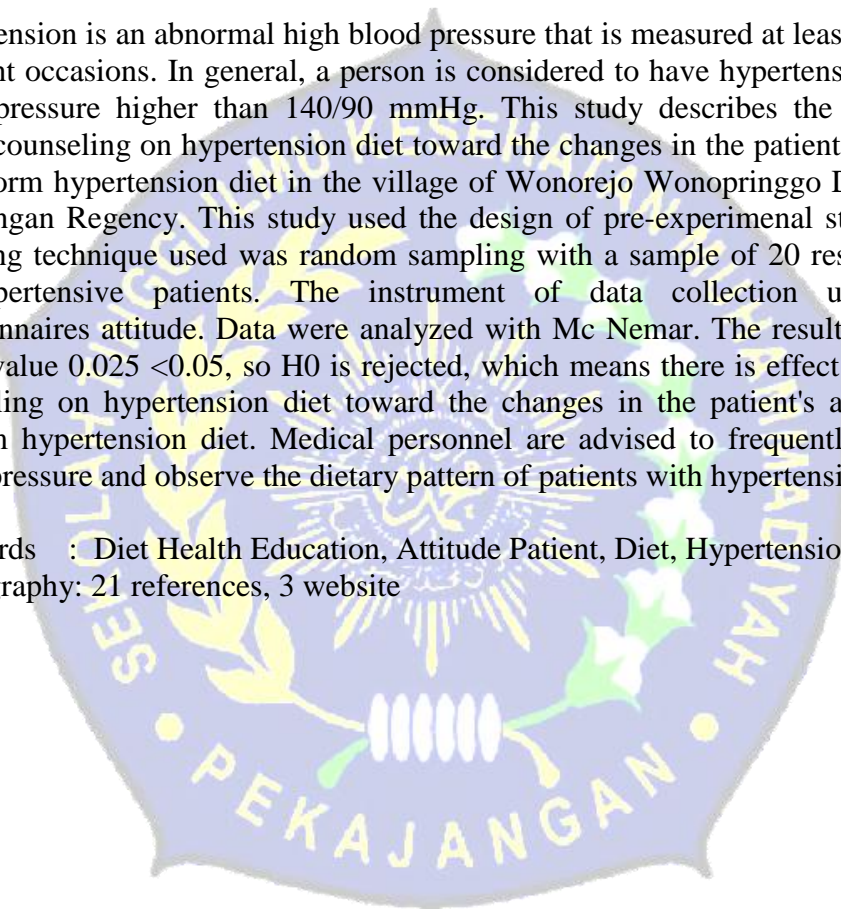 ension is an abnormal high blood pressure that is measured at leas
nt occasions. In general, a person is considered to have hypertens
pressure higher than 140/90 mmHg. This study describes the
counseling on hypertension diet toward the changes in the patient
orm hypertension diet in the village of Wonorejo Wonopringgo D
ngan Regency. This study used the design of pre-experimenal st
ng technique used was random sampling with a sample of 20 res
pertensive patients. The instrument of data collection u
nnaires attitude. Data were analyzed with Mc Nemar. The result
value 0.025 <0.05, so H0 is rejected, which means there is effect
ling on hypertension diet toward the changes in the patient's a
n hypertension diet. Medical personnel are advised to frequentl
pressure and observe the dietary pattern of patients with hypertensi
rds : Diet Health Education, Attitude Patient, Diet, Hypertensio
graphy: 21 references, 3 website
SEKOLAH TINGGI ILMU KESEHATAN MUHAMMADIYAH
PEKAJANGAN